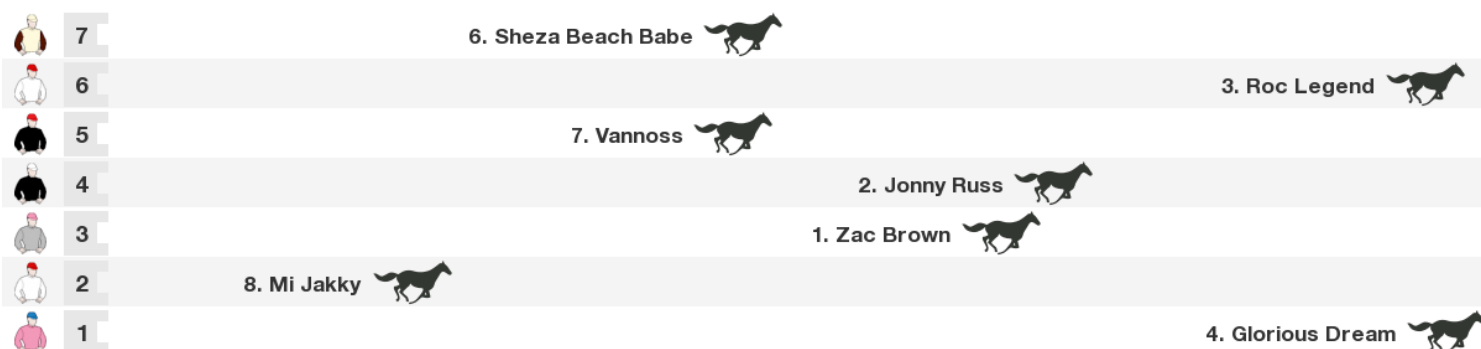 7 6. Sheza Beach Babe
6 3. Roc Legend
5 7. Vannoss
4 2. Jonny Russ
3 1. Zac Brown
2 8. Mi Jakky
1 4. Glorious Dream